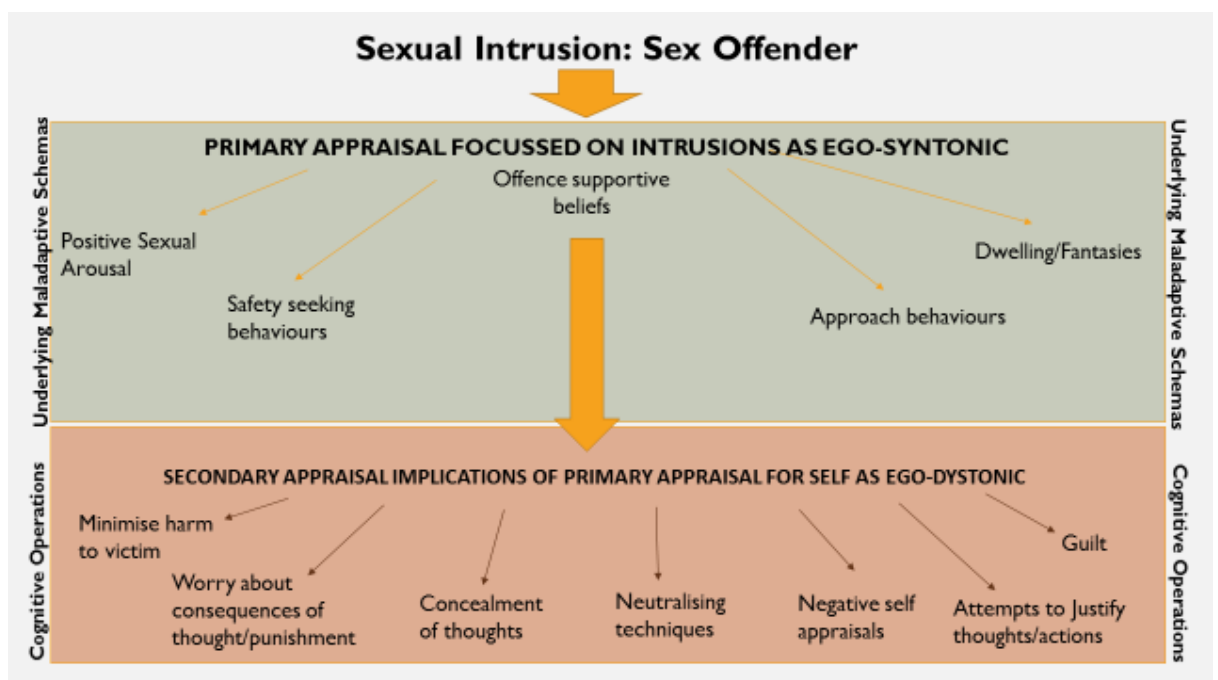 Sexual Intrusion: Sex Offender
Underlying Maladaptive Schemas
PRIMARY APPRAISAL FOCUSSED ON INTRUSIONS AS EGO-SYNTONIC
Offence supportive
beliefs
Positive Sexual
Arousal
Safety seeking
behaviours
Approach behaviours
Dwelling/Fantasies
Underlying Maladaptive Schemas
Cognitive Operations
SECONDARY APPRAISAL IMPLICATIONS OF PRIMARY APPRAISAL FOR SELF AS EGO-DYSTONIC
Minimise harm
to victim
Worry about
consequences of
thought/punishment
Concealment
of thoughts
Neutralising
techniques
Negative self
appraisals
Attempts to Justify
thoughts/actions
Guilt
Cognitive Operations